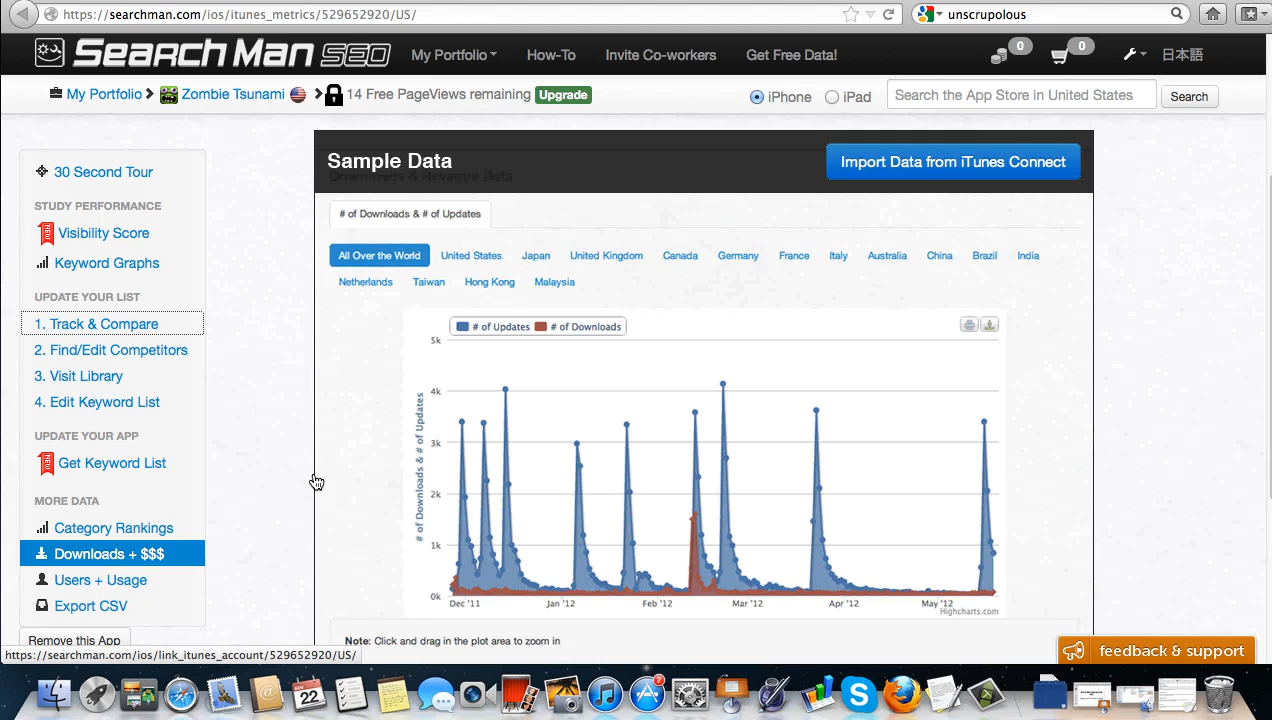 https://searchman.com/ios/itunes_metrics/529652920/US/
unscrupolous
SearchMan SEO
My Portfolio
How-To
Invite Co-workers
Get Free Data!
0
0
日本語
My Portfolio
Zombie Tsunami
14 Free PageViews remaining
Upgrade
iPhone
iPad
Search the App Store in United States
Search
30 Second Tour
STUDY PERFORMANCE
NEW
Visibility Score
Keyword Graphs
UPDATE YOUR LIST
1. Track & Compare
2. Find/Edit Competitors
3. Visit Library
4. Edit Keyword List
UPDATE YOUR APP
NEW
Get Keyword List
MORE DATA
Category Rankings
Downloads + $$$
Users + Usage
Export CSV
Remove this App
https://searchman.com/ios/link_itunes_account/529652920/US/
Sample Data
Import Data from iTunes Connect
Downloads & Revenue Data
# of Downloads & # of Updates
All Over the World
United States
Japan
United Kingdom
Canada
Germany
France
Italy
Australia
China
Brazil
India
Netherlands
Taiwan
Hong Kong
Malaysia
# of Updates
# of Downloads
# of Downloads & # of Updates
5k
4k
3k
2k
1k
0k
Dec '11
Jan '12
Feb '12
Mar '12
Apr '12
May '12
Highcharts.com
Note: Click and drag in the plot area to zoom in
feedback & support
NOV
22
2